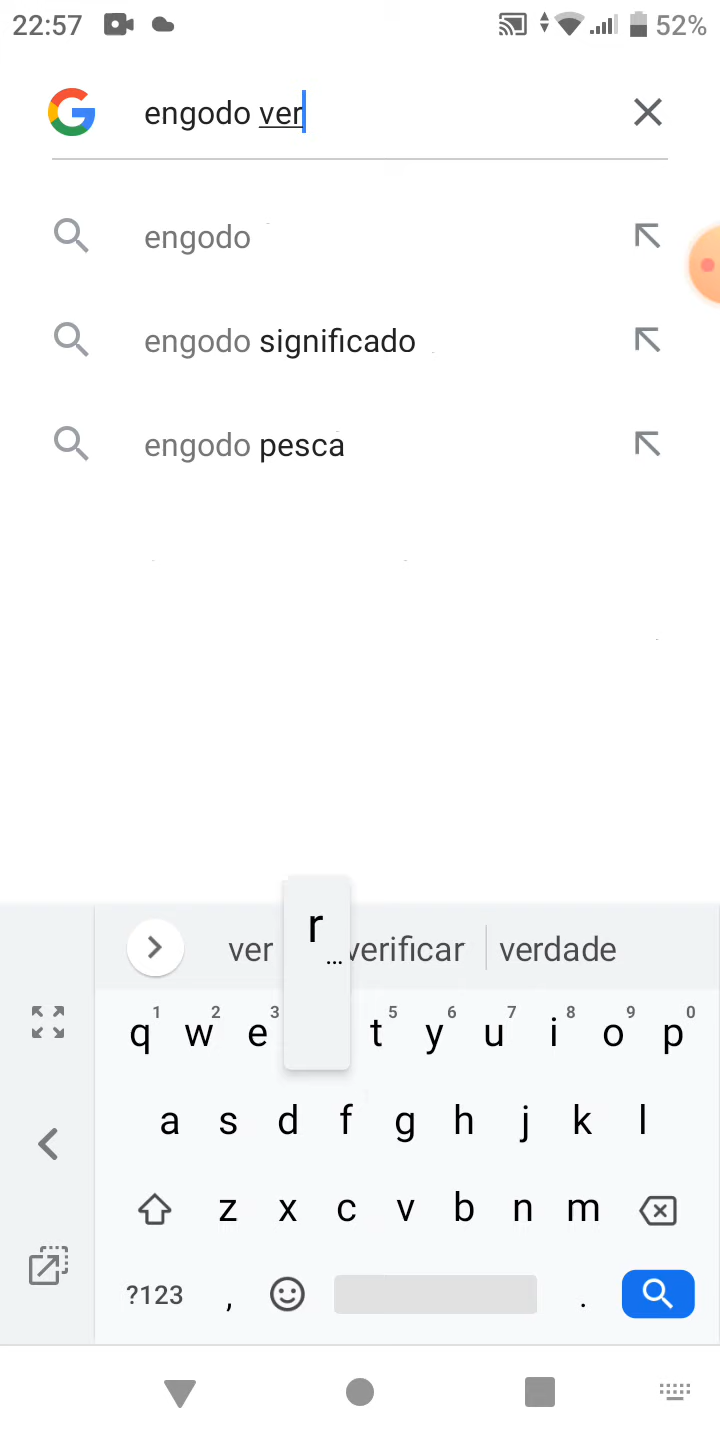 22:57 52%
engodo ver
engodo
engodo significado
engodo pesca
ver r... verificar verdade
1 2 3 5 6 7 8 9 0
q w e t y u i o p
a s d f g h j k l
z x c v b n m
?123 , .